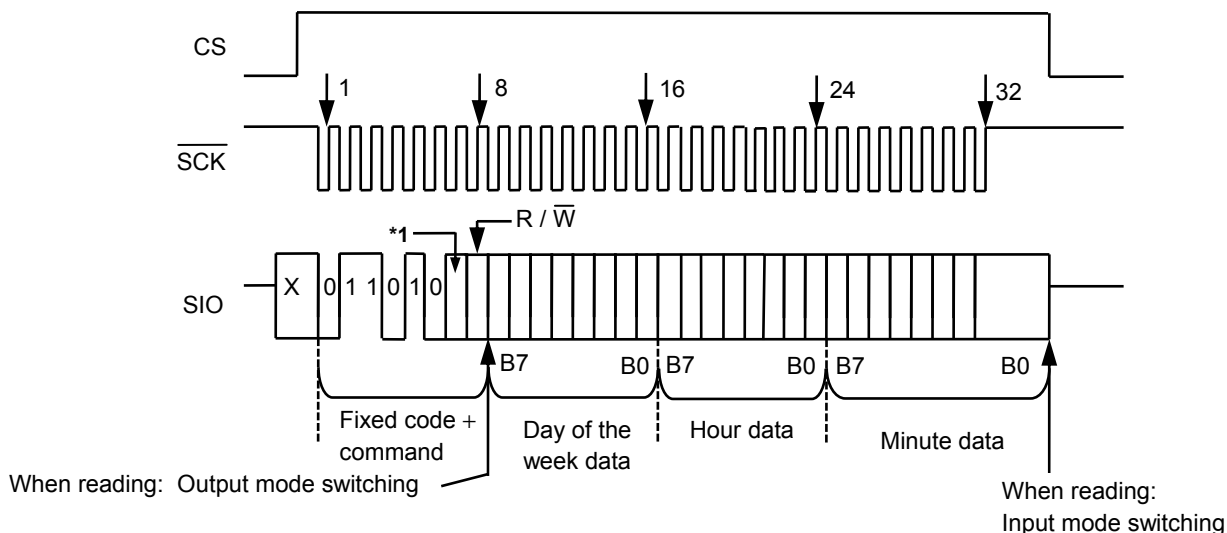 CS
1
8
16
24
32
SCK
R / W
*1
SIO
X
0
1
1
0
1
0
B7
B0
B7
B0
B7
B0
Fixed code +
command
Day of the
week data
Hour data
Minute data
When reading: Output mode switching
When reading:
Input mode switching